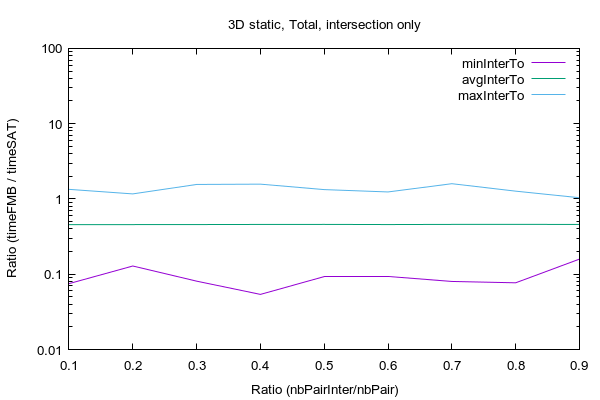 3D static, Total, intersection only
100
10
1
0.1
0.01
Ratio (timeFMB / timeSAT)
minInterTo
avgInterTo
maxInterTo
0.1 0.2 0.3 0.4 0.5 0.6 0.7 0.8 0.9
Ratio (nbPairInter/nbPair)